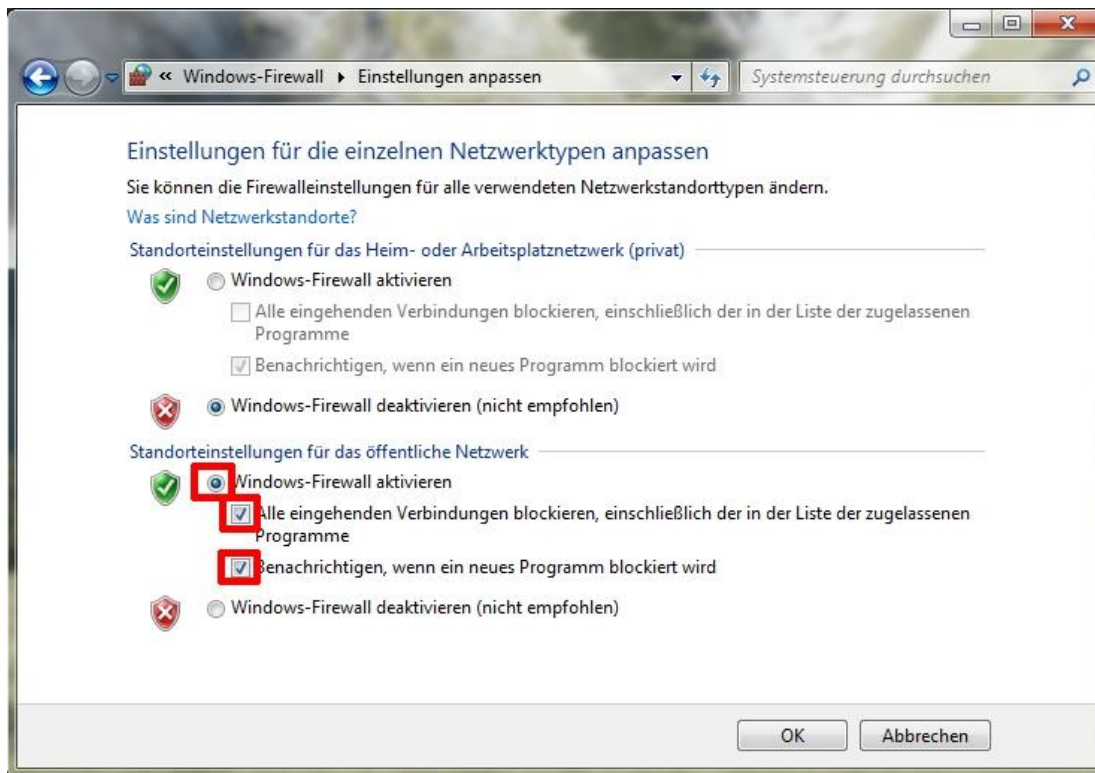 « Windows-Firewall ▸ Einstellungen anpassen
Systemsteuerung durchsuchen
Einstellungen für die einzelnen Netzwerktypen anpassen
Sie können die Firewalleinstellungen für alle verwendeten Netzwerkstandorttypen ändern.
Was sind Netzwerkstandorte?
Standorteinstellungen für das Heim- oder Arbeitsplatznetzwerk (privat)
Windows-Firewall aktivieren
Alle eingehenden Verbindungen blockieren, einschließlich der in der Liste der zugelassenen
Programme
Benachrichtigen, wenn ein neues Programm blockiert wird
Windows-Firewall deaktivieren (nicht empfohlen)
Standorteinstellungen für das öffentliche Netzwerk
Windows-Firewall aktivieren
Alle eingehenden Verbindungen blockieren, einschließlich der in der Liste der zugelassenen
Programme
Benachrichtigen, wenn ein neues Programm blockiert wird
Windows-Firewall deaktivieren (nicht empfohlen)
OK
Abbrechen